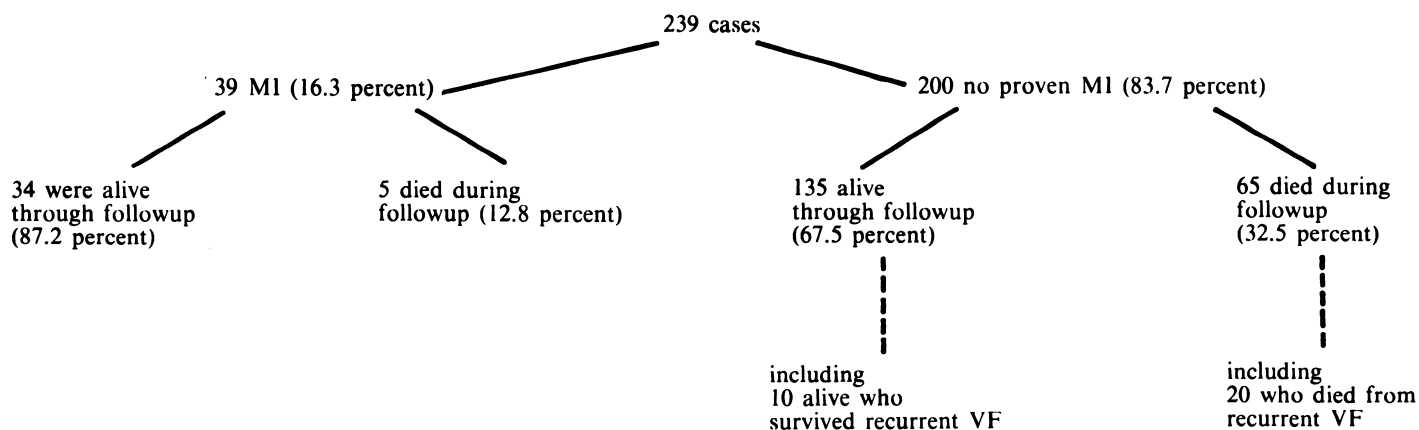 239 cases
39 M1 (16.3 percent)
200 no proven M1 (83.7 percent)
34 were alive
through followup
(87.2 percent)
5 died during
followup (12.8 percent)
135 alive
through followup
(67.5 percent)
65 died during
followup
(32.5 percent)
including
10 alive who
survived recurrent VF
including
20 who died from
recurrent VF